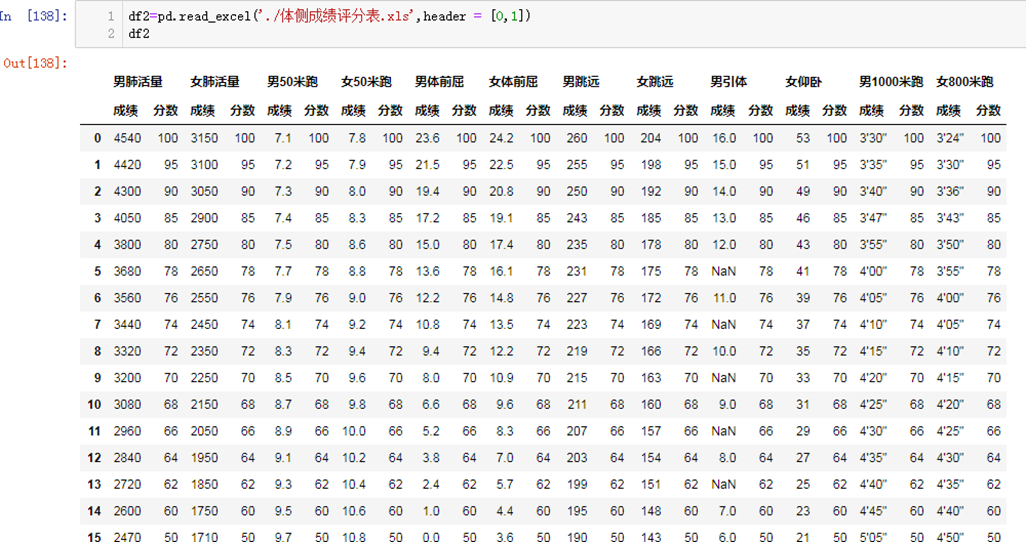 In [138]: 1 df2=pd.read_excel('./体侧成绩评分表.xls',header = [0,1])
2 df2
Out[138]:
男肺活量 女肺活量 男50米跑 女50米跑 男体前屈 女体前屈 男跳远 女跳远 男引体 女仰卧 男1000米跑 女800米跑
成绩 分数 成绩 分数 成绩 分数 成绩 分数 成绩 分数 成绩 分数 成绩 分数 成绩 分数 成绩 分数 成绩 分数 成绩 分数 成绩 分数
0 4540 100 3150 100 7.1 100 7.8 100 23.6 100 24.2 100 260 100 204 100 16.0 100 53 100 3'30" 100 3'24" 100
1 4420 95 3100 95 7.2 95 7.9 95 21.5 95 22.5 95 255 95 198 95 15.0 95 51 95 3'35" 95 3'30" 95
2 4300 90 3050 90 7.3 90 8.0 90 19.4 90 20.8 90 250 90 192 90 14.0 90 49 90 3'40" 90 3'36" 90
3 4050 85 2900 85 7.4 85 8.3 85 17.2 85 19.1 85 243 85 185 85 13.0 85 46 85 3'47" 85 3'43" 85
4 3800 80 2750 80 7.5 80 8.6 80 15.0 80 17.4 80 235 80 178 80 12.0 80 43 80 3'55" 80 3'50" 80
5 3680 78 2650 78 7.7 78 8.8 78 13.6 78 16.1 78 231 78 175 78 NaN 78 41 78 4'00" 78 3'55" 78
6 3560 76 2550 76 7.9 76 9.0 76 12.2 76 14.8 76 227 76 172 76 11.0 76 39 76 4'05" 76 4'00" 76
7 3440 74 2450 74 8.1 74 9.2 74 10.8 74 13.5 74 223 74 169 74 NaN 74 37 74 4'10" 74 4'05" 74
8 3320 72 2350 72 8.3 72 9.4 72 9.4 72 12.2 72 219 72 166 72 10.0 72 35 72 4'15" 72 4'10" 72
9 3200 70 2250 70 8.5 70 9.6 70 8.0 70 10.9 70 215 70 163 70 NaN 70 33 70 4'20" 70 4'15" 70
10 3080 68 2150 68 8.7 68 9.8 68 6.6 68 9.6 68 211 68 160 68 9.0 68 31 68 4'25" 68 4'20" 68
11 2960 66 2050 66 8.9 66 10.0 66 5.2 66 8.3 66 207 66 157 66 NaN 66 29 66 4'30" 66 4'25" 66
12 2840 64 1950 64 9.1 64 10.2 64 3.8 64 7.0 64 203 64 154 64 8.0 64 27 64 4'35" 64 4'30" 64
13 2720 62 1850 62 9.3 62 10.4 62 2.4 62 5.7 62 199 62 151 62 NaN 62 25 62 4'40" 62 4'35" 62
14 2600 60 1750 60 9.5 60 10.6 60 1.0 60 4.4 60 195 60 148 60 7.0 60 23 60 4'45" 60 4'40" 60
15 2470 50 1710 50 9.7 50 10.8 50 0.0 50 3.6 50 190 50 143 50 6.0 50 21 50 5'05" 50 4'50" 50